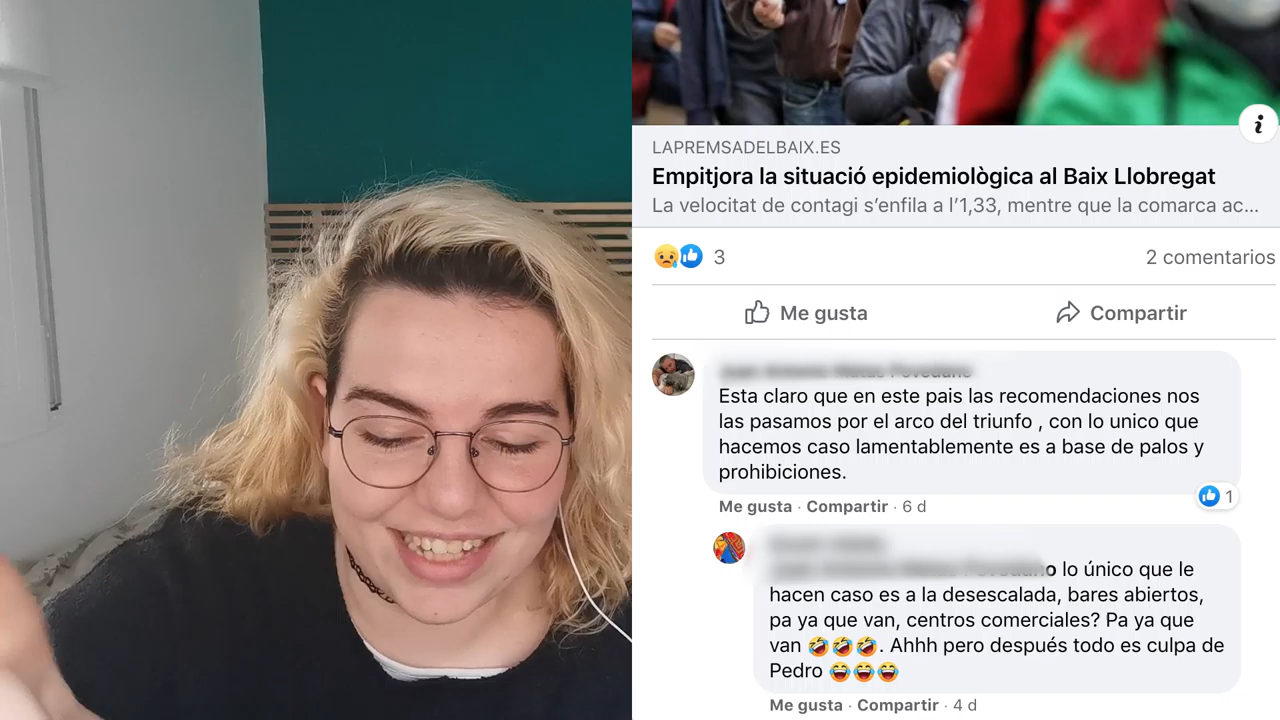 LAPREMSADELBAIX.ES
Empitjora la situació epidemiològica al Baix Llobregat
La velocitat de contagi s’enfila a l’1,33, mentre que la comarca ac...
3
2 comentarios
Me gusta
Compartir
Esta claro que en este pais las recomendaciones nos
las pasamos por el arco del triunfo , con lo unico que
hacemos caso lamentablemente es a base de palos y
prohibiciones.
1
Me gusta · Compartir · 6 d
lo único que le
hacen caso es a la desescalada, bares abiertos,
pa ya que van, centros comerciales? Pa ya que
van 🤣🤣🤣. Ahhh pero después todo es culpa de
Pedro 😂😂😂
Me gusta · Compartir · 4 d